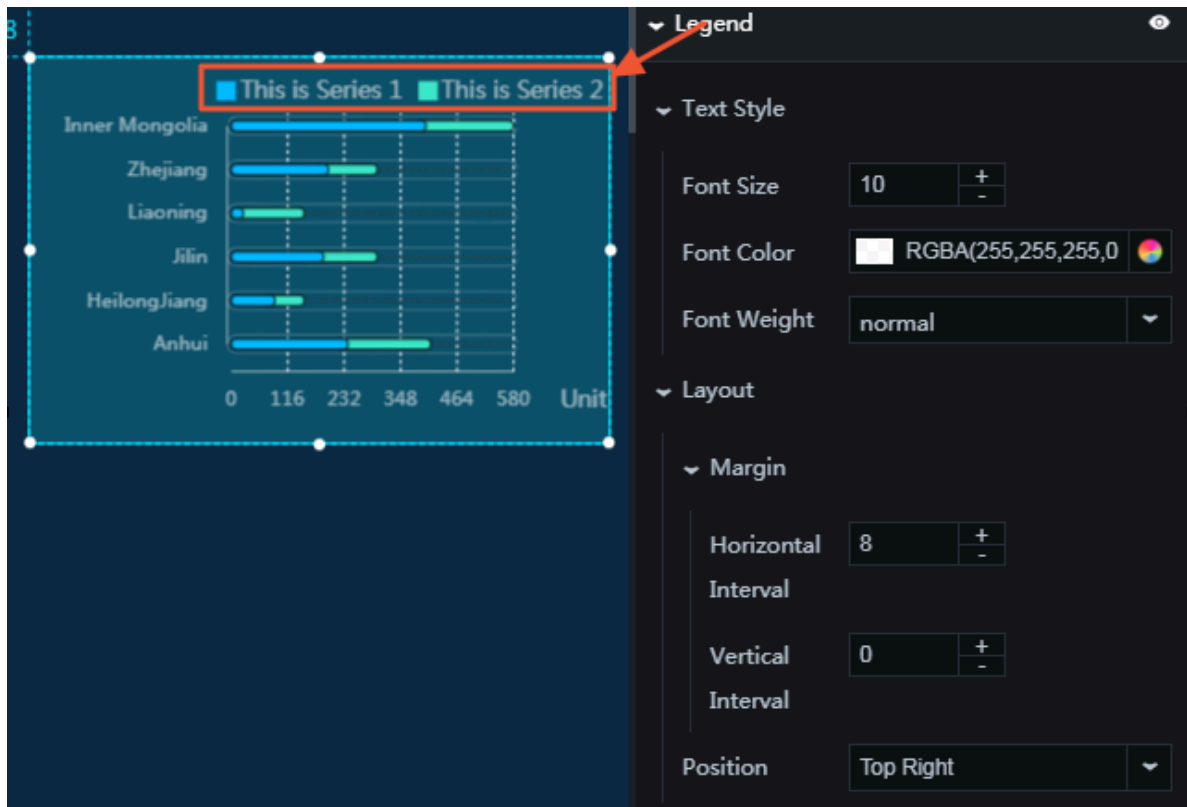 8
This is Series 1 This is Series 2
Inner Mongolia
Zhejiang
Liaoning
Jilin
HeilongJiang
Anhui
0 116 232 348 464 580 Unit
Legend
Text Style
Font Size 10 + -
Font Color RGBA(255,255,255,0
Font Weight normal
Layout
Margin
Horizontal 8 + -
Interval
Vertical 0 + -
Interval
Position Top Right